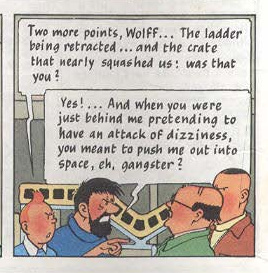 Two more points, Wolff... The ladder
being retracted ... and the crate
that nearly squashed us: was that
you?
Yes! ... And when you were
just behind me pretending to
have an attack of dizziness,
you meant to push me out into
space, eh, gangster?